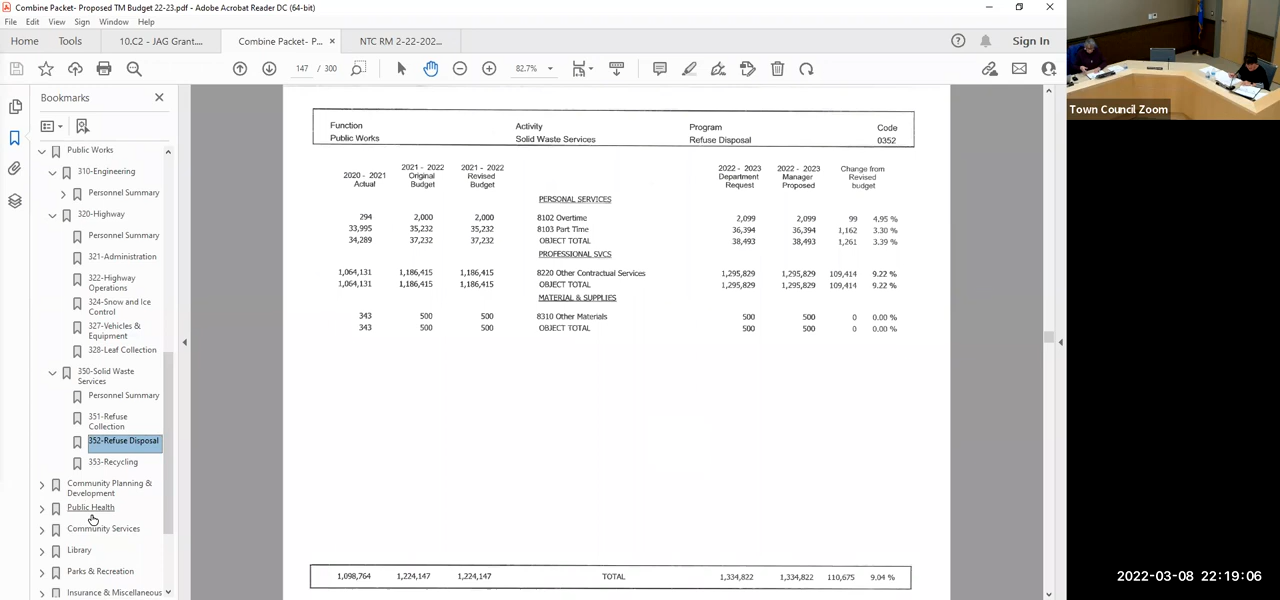 Combine Packet- Proposed TM Budget 22-23.pdf - Adobe Acrobat Reader DC (64-bit)
File Edit View Sign Window Help
Home Tools 10.C2 - JAG Grant... Combine Packet- P... × NTC RM 2-22-202... Sign In
147 / 300 82.7%
Bookmarks
Public Works
310-Engineering
Personnel Summary
320-Highway
Personnel Summary
321-Administration
322-Highway
Operations
324-Snow and Ice
Control
327-Vehicles &
Equipment
328-Leaf Collection
350-Solid Waste
Services
Personnel Summary
351-Refuse
Collection
352-Refuse Disposal
353-Recycling
Community Planning &
Development
Public Health
Community Services
Library
Parks & Recreation
Insurance & Miscellaneous
Function Activity Program Code
Public Works Solid Waste Services Refuse Disposal 0352
2020 - 2021 Actual 2021 - 2022 Original Budget 2021 - 2022 Revised Budget 2022 - 2023 Department Request 2022 - 2023 Manager Proposed Change from Revised budget
PERSONAL SERVICES
294 2,000 2,000 8102 Overtime 2,099 2,099 99 4.95 %
33,995 35,232 35,232 8103 Part Time 36,394 36,394 1,162 3.30 %
34,289 37,232 37,232 OBJECT TOTAL 38,493 38,493 1,261 3.39 %
PROFESSIONAL SVCS
1,064,131 1,186,415 1,186,415 8220 Other Contractual Services 1,295,829 1,295,829 109,414 9.22 %
1,064,131 1,186,415 1,186,415 OBJECT TOTAL 1,295,829 1,295,829 109,414 9.22 %
MATERIAL & SUPPLIES
343 500 500 8310 Other Materials 500 500 0 0.00 %
343 500 500 OBJECT TOTAL 500 500 0 0.00 %
1,098,764 1,224,147 1,224,147 TOTAL 1,334,822 1,334,822 110,675 9.04 %
Town Council Zoom
2022-03-08 22:19:06